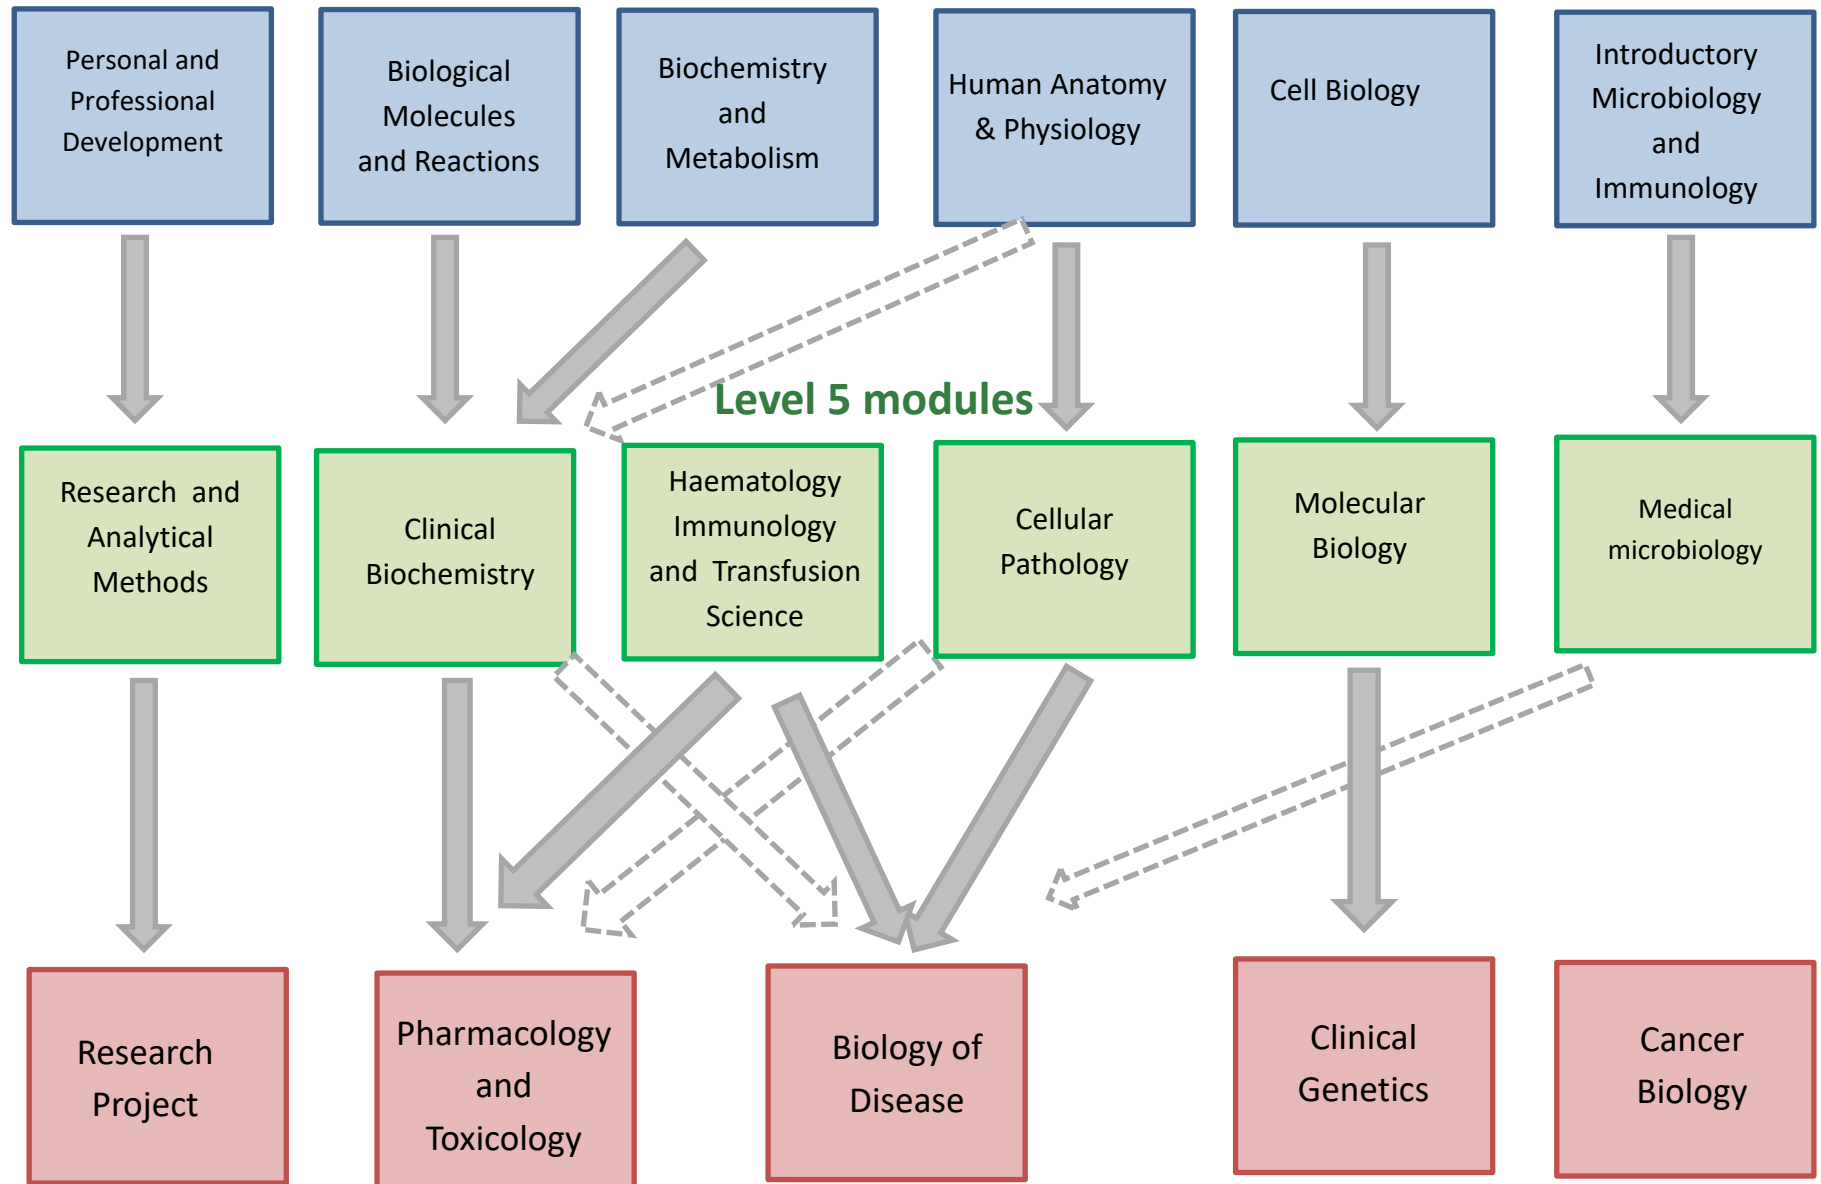 Personal and
Professional
Development
Biological
Molecules
and Reactions
Biochemistry
and
Metabolism
Human Anatomy
& Physiology
Cell Biology
Introductory
Microbiology
and
Immunology
Level 5 modules
Research and
Analytical
Methods
Clinical
Biochemistry
Haematology
Immunology
and Transfusion
Science
Cellular
Pathology
Molecular
Biology
Medical
microbiology
Research
Project
Pharmacology
and
Toxicology
Biology of
Disease
Clinical
Genetics
Cancer
Biology